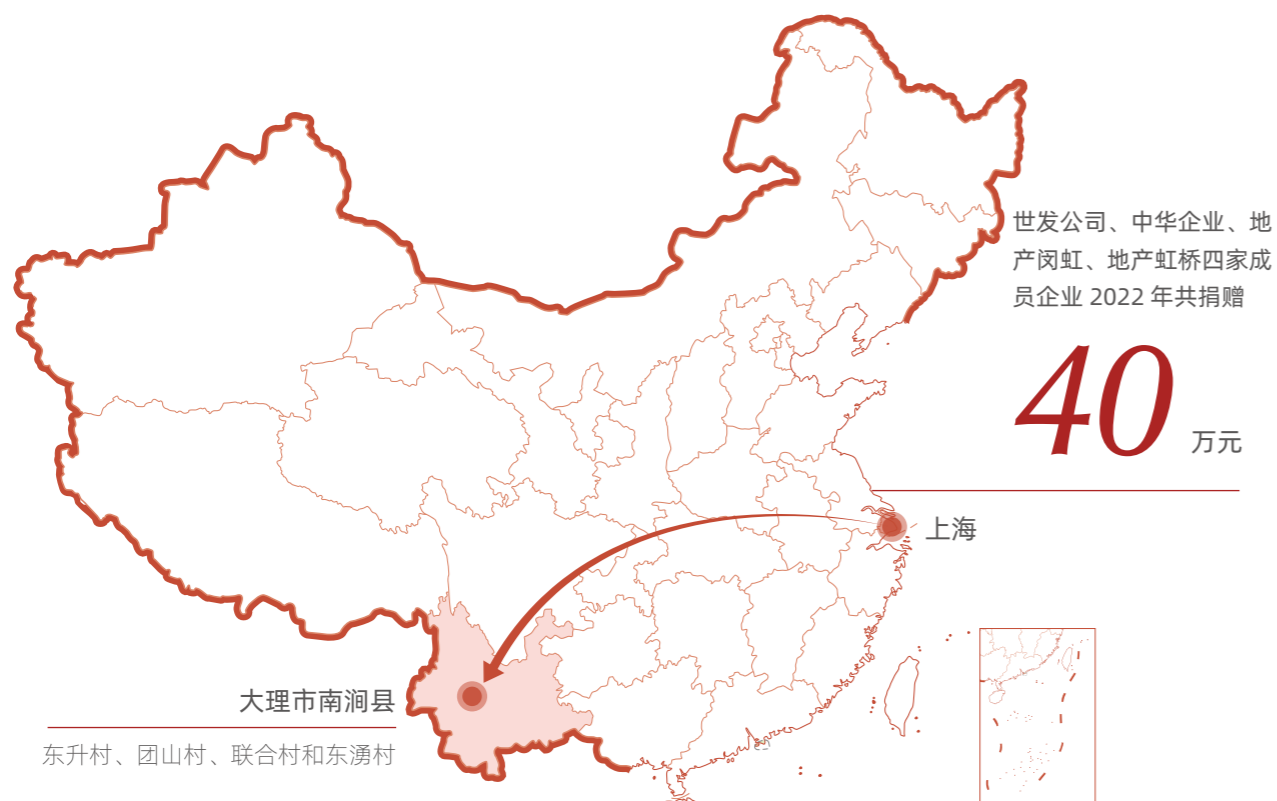 世发公司、中华企业、地
产闵虹、地产虹桥四家成
员企业 2022 年共捐赠
40 万元
上海
大理市南涧县
东升村、团山村、联合村和东湧村